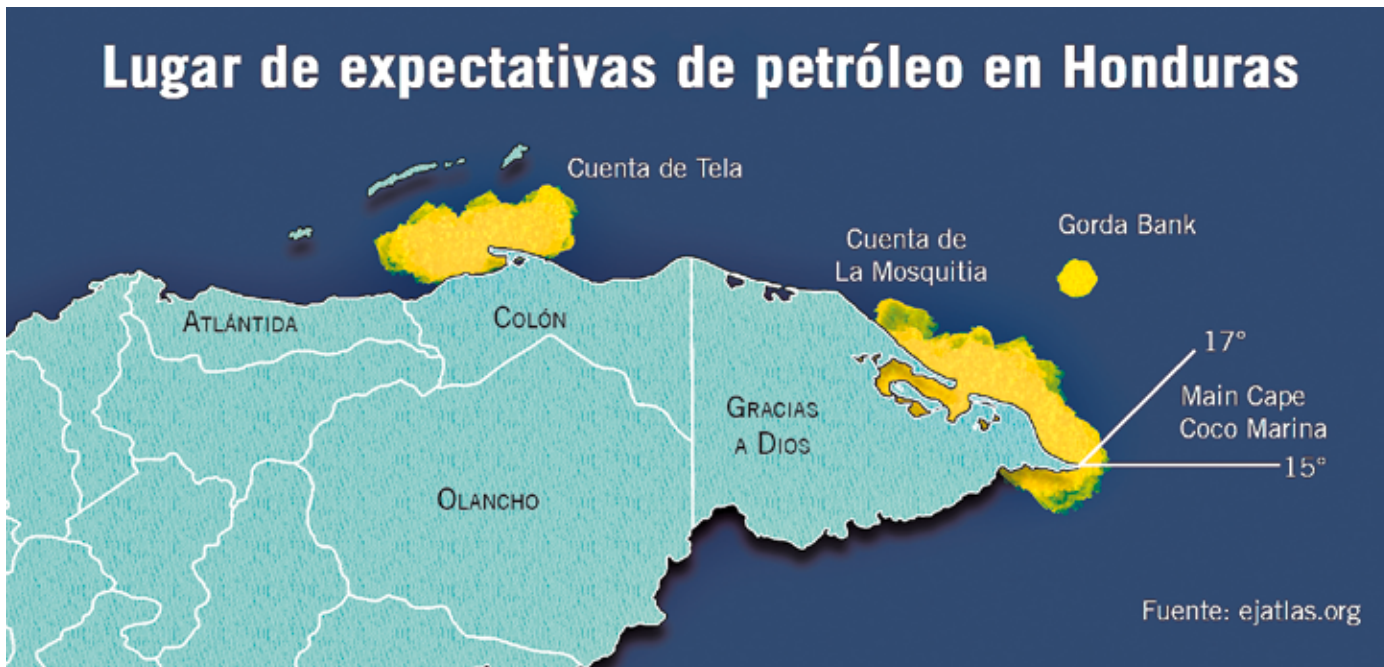 Lugar de expectativas de petróleo en Honduras
Cuenta de Tela
Gorda Bank
Cuenta de
La Mosquitia
17°
ATLÁNTIDA
COLÓN
Main Cape
Coco Marina
GRACIAS
A DIOS
15°
OLANCHO
Fuente: ejatlas.org